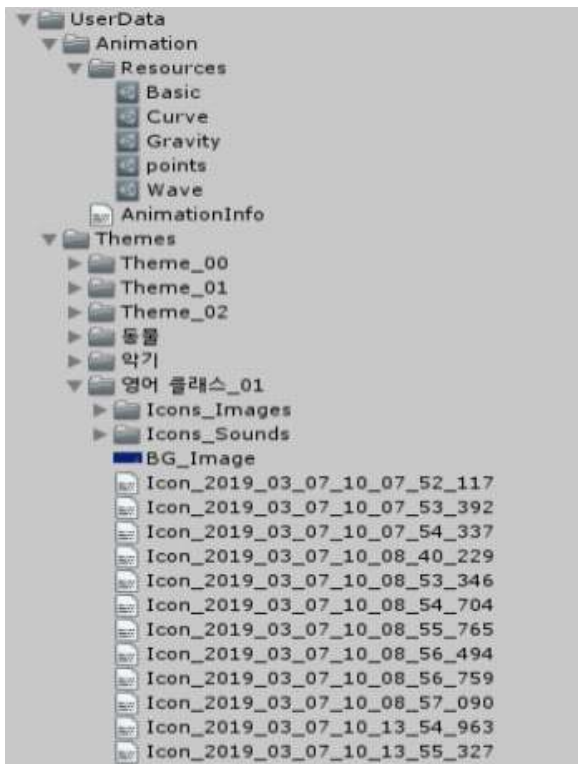 UserData
Animation
Resources
Basic
Curve
Gravity
points
Wave
AnimationInfo
Themes
Theme_00
Theme_01
Theme_02
동물
악기
영어 클래스_01
Icons_Images
Icons_Sounds
BG_Image
Icon_2019_03_07_10_07_52_117
Icon_2019_03_07_10_07_53_392
Icon_2019_03_07_10_07_54_337
Icon_2019_03_07_10_08_40_229
Icon_2019_03_07_10_08_53_346
Icon_2019_03_07_10_08_54_704
Icon_2019_03_07_10_08_55_765
Icon_2019_03_07_10_08_56_494
Icon_2019_03_07_10_08_56_759
Icon_2019_03_07_10_08_57_090
Icon_2019_03_07_10_13_54_963
Icon_2019_03_07_10_13_55_327